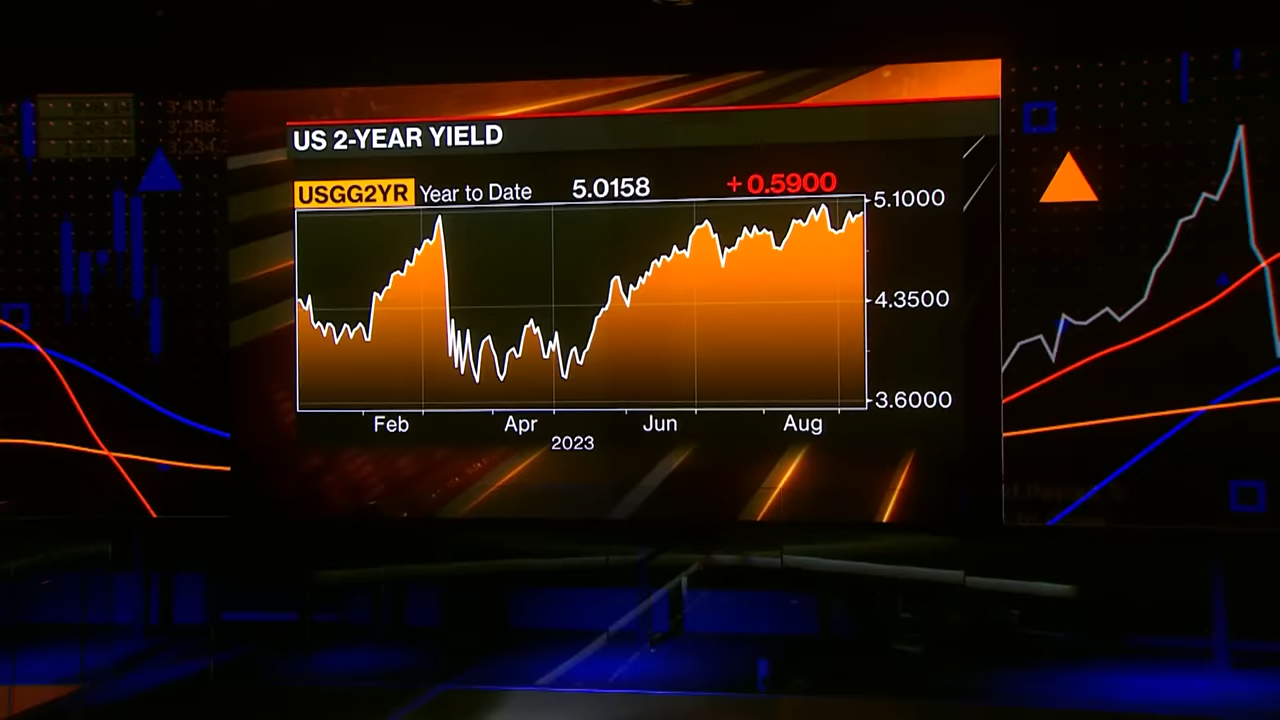 US 2-YEAR YIELD
USGG2YR Year to Date 5.0158 +0.5900
5.1000
4.3500
3.6000
Feb Apr Jun Aug
2023